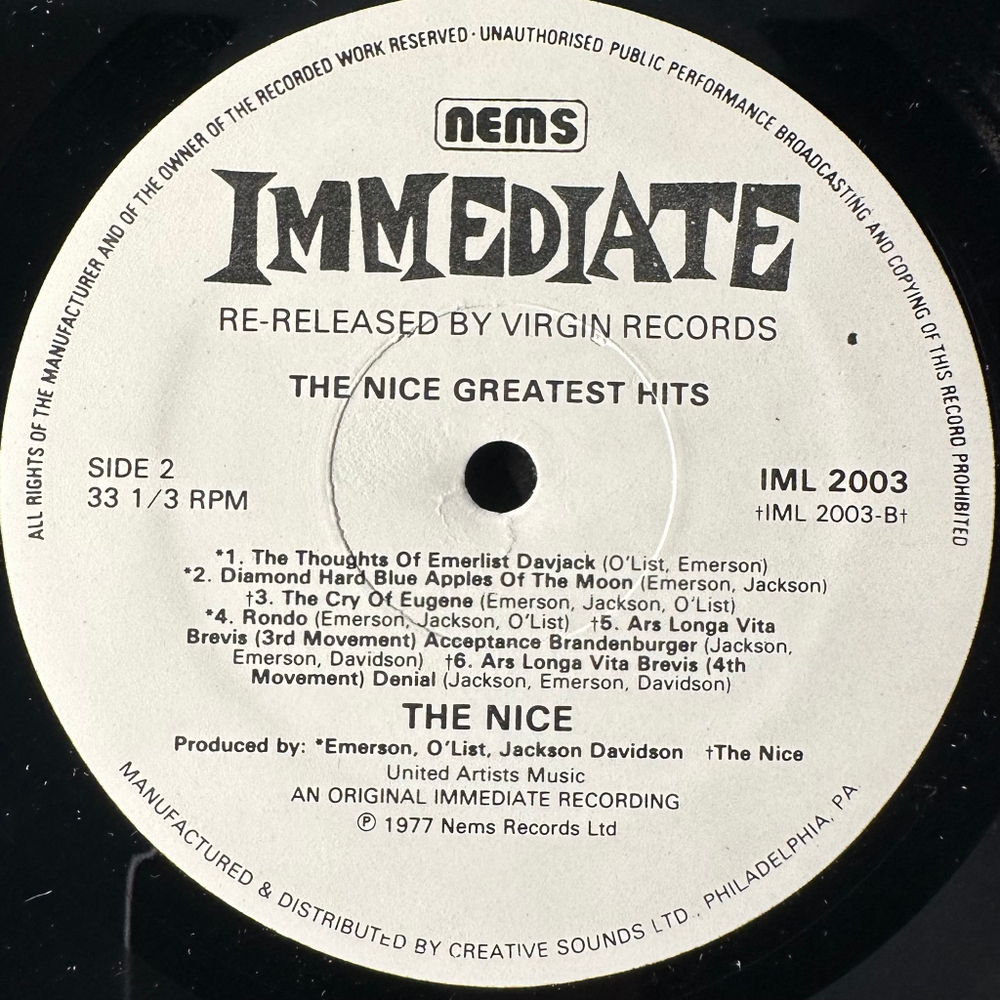 ALL RIGHTS OF THE MANUFACTURER AND OF THE OWNER OF THE RECORDED WORK RESERVED · UNAUTHORISED PUBLIC PERFORMANCE BROADCASTING AND COPYING OF THIS RECORD PROHIBITED
nems
IMMEDIATE
RE-RELEASED BY VIRGIN RECORDS
THE NICE GREATEST HITS
SIDE 2
33 1/3 RPM
IML 2003
†IML 2003-B†
*1. The Thoughts Of Emerlist Davjack (O'List, Emerson)
*2. Diamond Hard Blue Apples Of The Moon (Emerson, Jackson)
†3. The Cry Of Eugene (Emerson, Jackson, O'List)
*4. Rondo (Emerson, Jackson, O'List) †5. Ars Longa Vita
Brevis (3rd Movement) Acceptance Brandenburger (Jackson,
Emerson, Davidson) †6. Ars Longa Vita Brevis (4th
Movement) Denial (Jackson, Emerson, Davidson)
THE NICE
Produced by: *Emerson, O'List, Jackson Davidson †The Nice
United Artists Music
AN ORIGINAL IMMEDIATE RECORDING
℗ 1977 Nems Records Ltd
MANUFACTURED & DISTRIBUTED BY CREATIVE SOUNDS LTD., PHILADELPHIA, PA